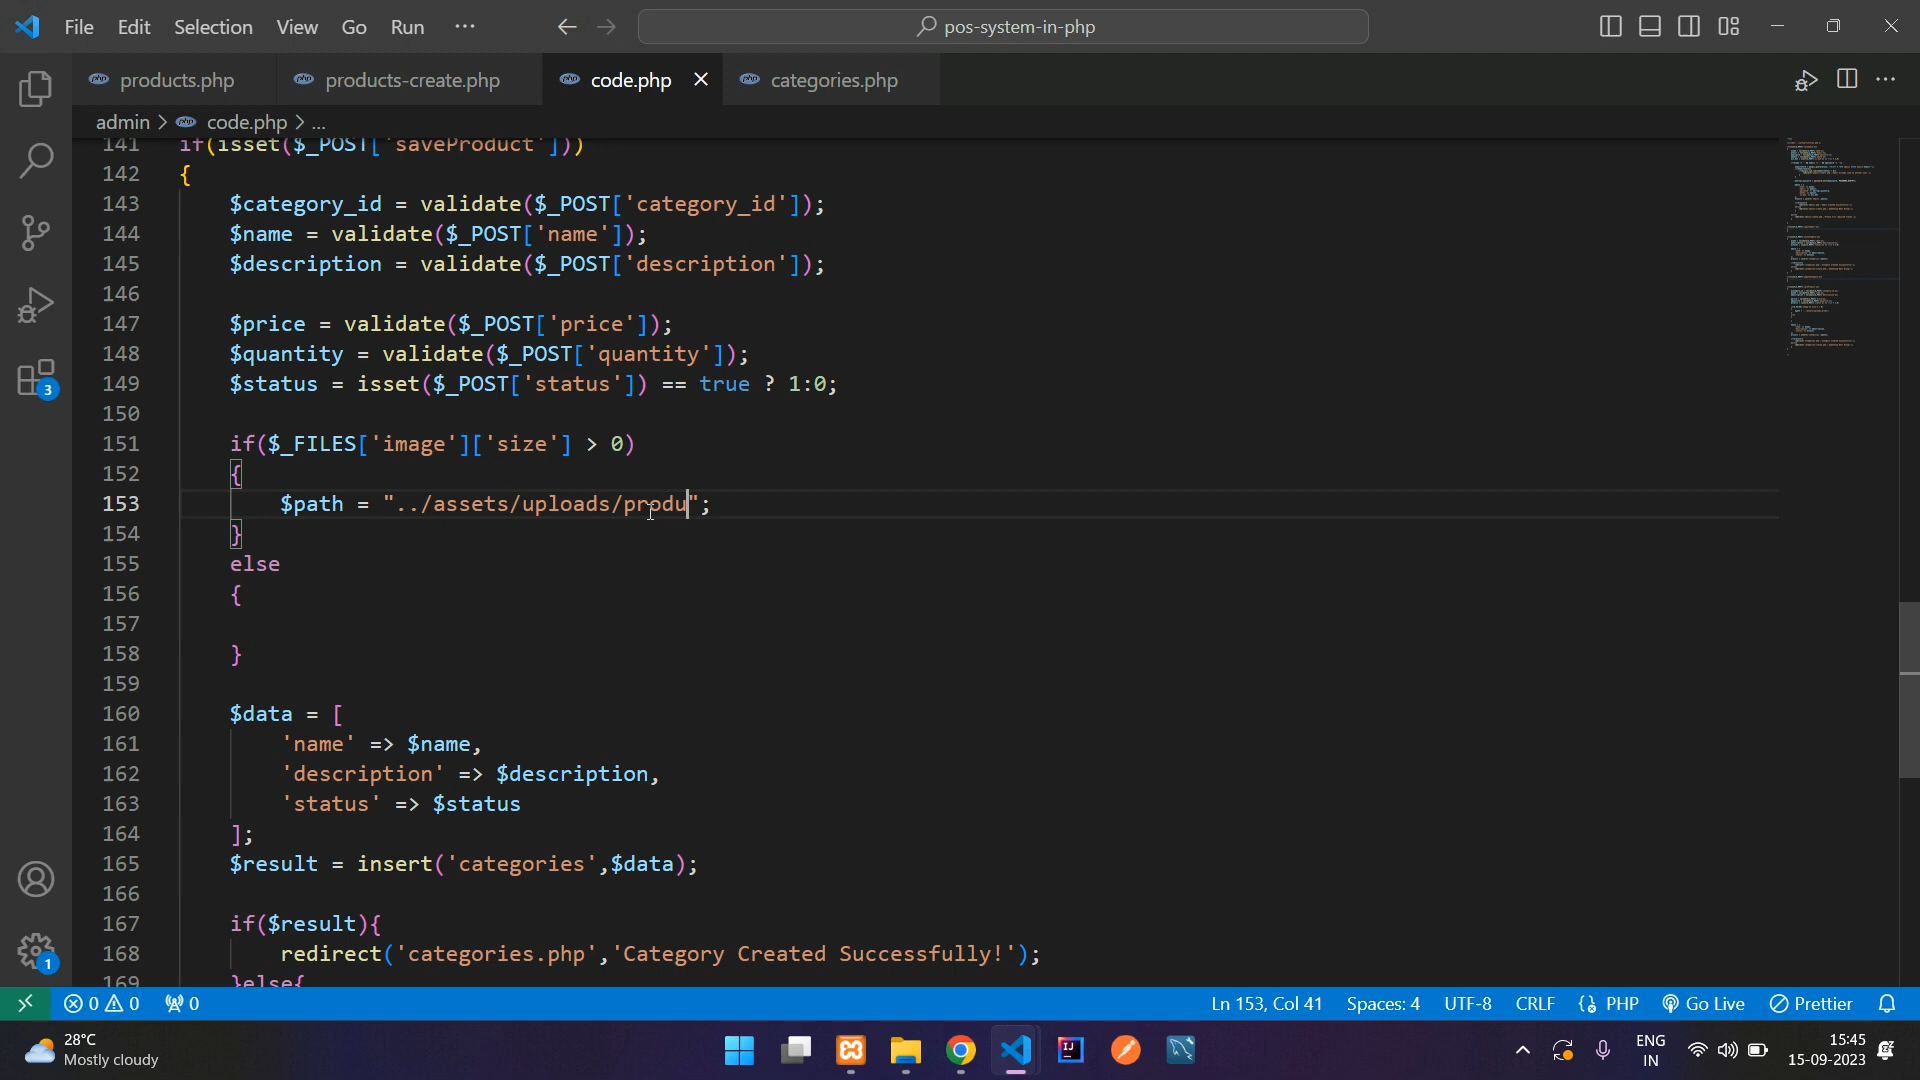 File Edit Selection View Go Run ···
pos-system-in-php
products.php products-create.php code.php categories.php
admin > code.php > ...
141 if(isset($_POST['saveProduct']))
142 {
143 $category_id = validate($_POST['category_id']);
144 $name = validate($_POST['name']);
145 $description = validate($_POST['description']);
146
147 $price = validate($_POST['price']);
148 $quantity = validate($_POST['quantity']);
149 $status = isset($_POST['status']) == true ? 1:0;
150
151 if($_FILES['image']['size'] > 0)
152 {
153 $path = "../assets/uploads/produ";
154 }
155 else
156 {
157
158 }
159
160 $data = [
161 'name' => $name,
162 'description' => $description,
163 'status' => $status
164 ];
165 $result = insert('categories',$data);
166
167 if($result){
168 redirect('categories.php','Category Created Successfully!');
169 }else{
3
1
0 0 0
Ln 153, Col 41 Spaces: 4 UTF-8 CRLF PHP Go Live Prettier
28°C
Mostly cloudy
ENG
IN
15:45
15-09-2023